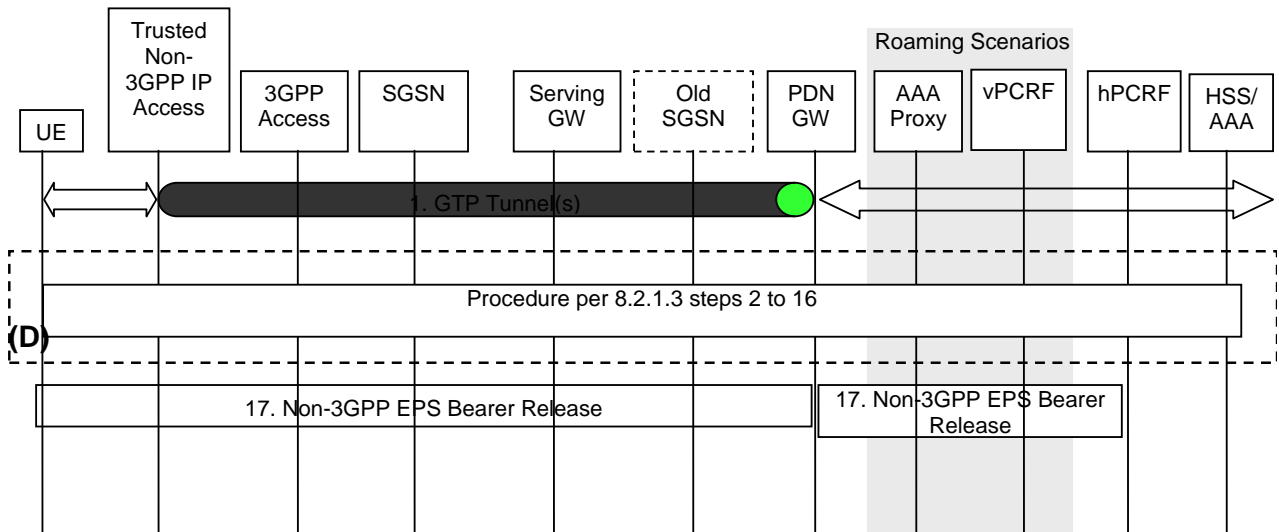 Roaming Scenarios
UE
Trusted
Non-
3GPP IP
Access
3GPP
Access
SGSN
Serving
GW
Old
SGSN
PDN
GW
AAA
Proxy
vPCRF
hPCRF
HSS/
AAA
1. GTP Tunnel(s)
Procedure per 8.2.1.3 steps 2 to 16
(D)
17. Non-3GPP EPS Bearer Release
17. Non-3GPP EPS Bearer
Release